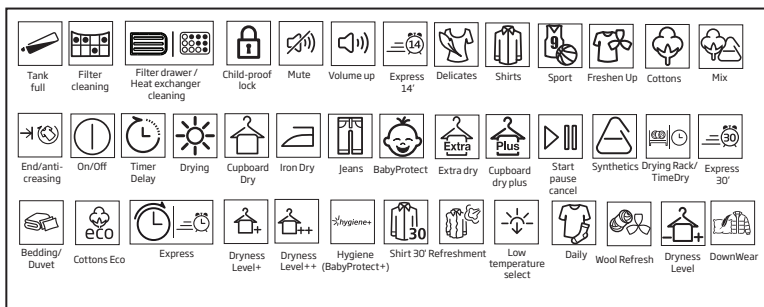 14
9
Tank full
Filter cleaning
Filter drawer / Heat exchanger cleaning
Child-proof lock
Mute
Volume up
Express 14'
Delicates
Shirts
Sport
Freshen Up
Cottons
Mix
Extra
Plus
30
End/anti-creasing
On/Off
Timer Delay
Drying
Cupboard Dry
Iron Dry
Jeans
BabyProtect
Extra dry
Cupboard dry plus
Start pause cancel
Synthetics
Drying Rack/ TimeDry
Express 30'
eco
+
++
hygiene+
30
- +
Bedding/ Duvet
Cottons Eco
Express
Dryness Level+
Dryness Level++
Hygiene (BabyProtect+)
Shirt 30'
Refreshment
Low temperature select
Daily
Wool Refresh
Dryness Level
DownWear